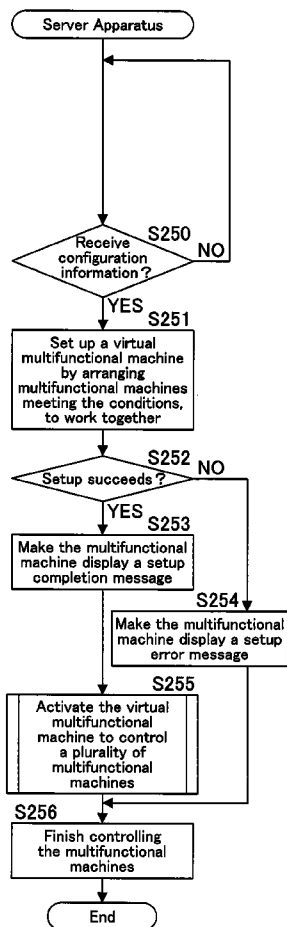 Server Apparatus
S250
Receive
configuration
information?
NO
YES
S251
Set up a virtual
multifunctional machine
by arranging
multifunctional machines
meeting the conditions,
to work together
S252
Setup succeeds?
NO
YES
S253
Make the multifunctional
machine display a setup
completion message
S254
Make the multifunctional
machine display a setup
error message
S255
Activate the virtual
multifunctional
machine to control
a plurality of
multifunctional
machines
S256
Finish controlling
the multifunctional
machines
End